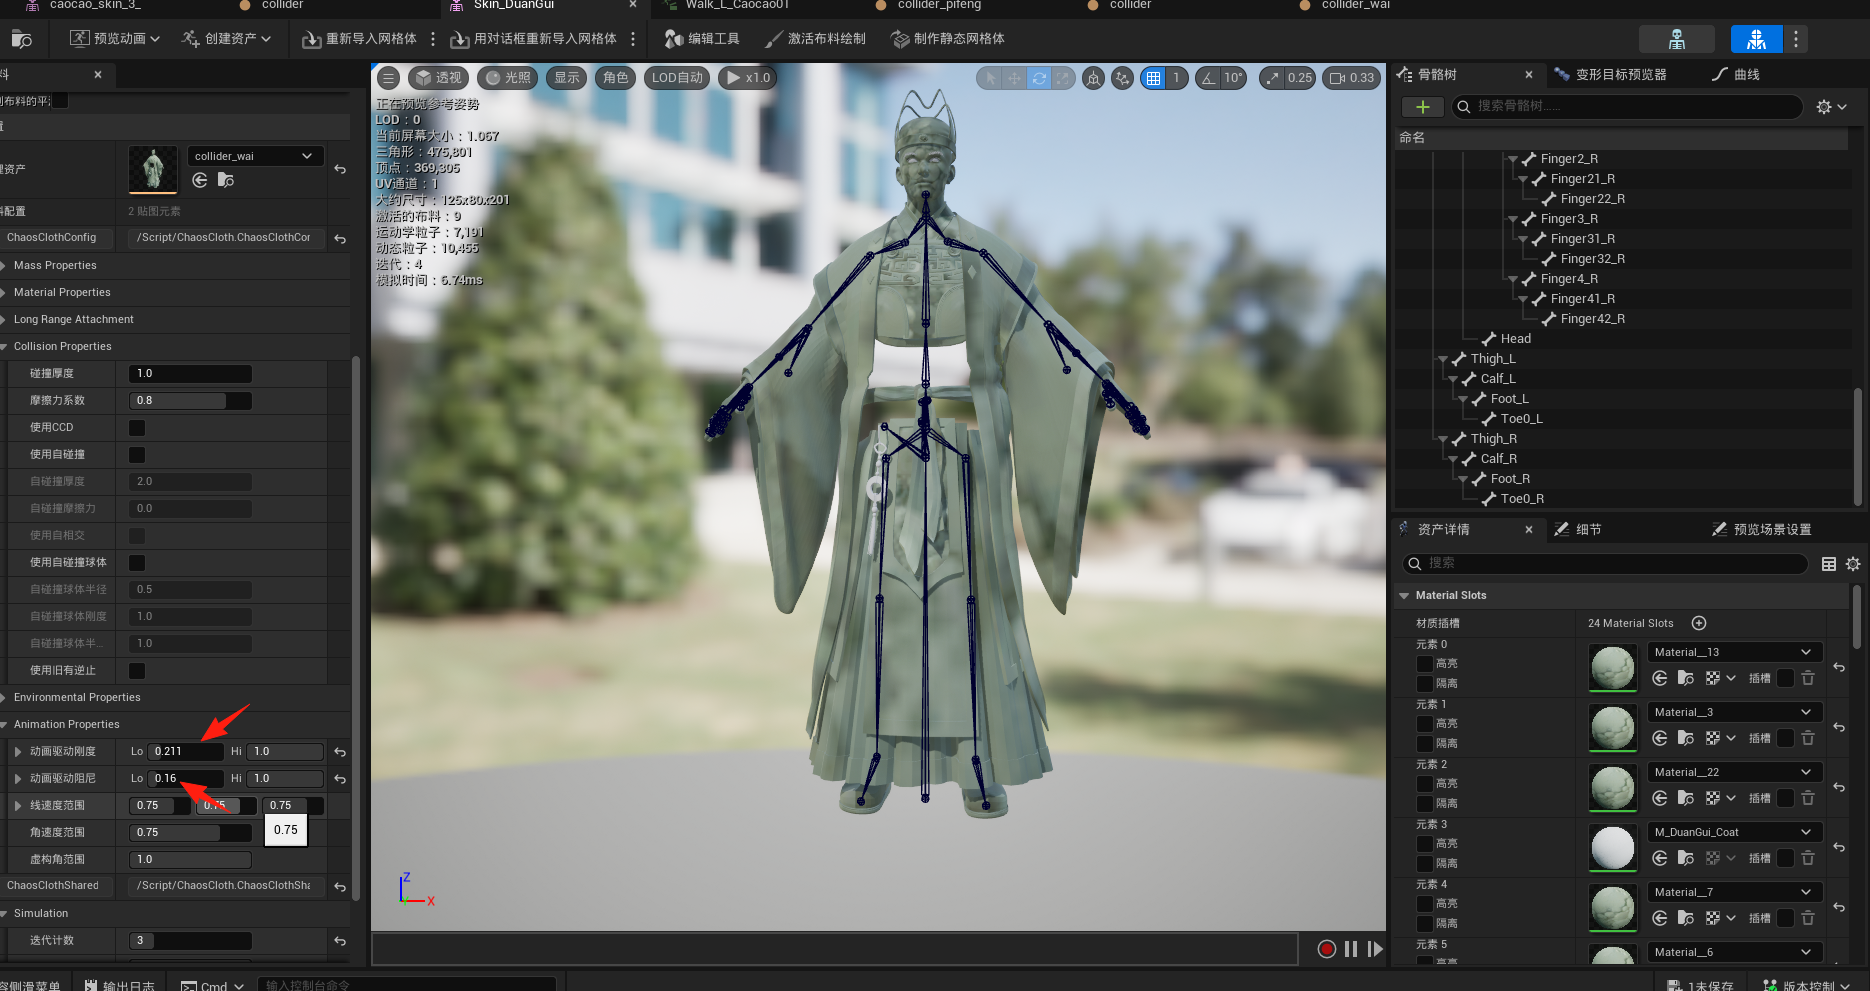 caocao_skin_3_
collider
Skin_DuanGui
Walk_L_Caocao01
collider_pifeng
collider
collider_wai
预览动画
创建资产
重新导入网格体
用对话框重新导入网格体
编辑工具
激活布料绘制
制作静态网格体
料
collider_wai
2 贴图元素
ChaosClothConfig
/Script/ChaosCloth.ChaosClothCor
Mass Properties
Material Properties
Long Range Attachment
Collision Properties
碰撞厚度 1.0
摩擦力系数 0.8
使用CCD
使用自碰撞
自碰撞厚度 2.0
自碰撞摩擦力 0.0
使用自相交
使用自碰撞球体
自碰撞球体半径 0.5
自碰撞球体刚度 1.0
自碰撞球体半... 1.0
使用旧有逆止
Environmental Properties
Animation Properties
动画驱动刚度 Lo 0.211 Hi 1.0
动画驱动阻尼 Lo 0.16 Hi 1.0
线速度范围 0.75 0.75 0.75
角速度范围 0.75
0.75
虚构角范围 1.0
ChaosClothShared
/Script/ChaosCloth.ChaosClothSha
Simulation
迭代计数 3
透视
光照
显示
角色
LOD自动
x1.0
1
10°
0.25
0.33
正在预览参考姿势
LOD：0
当前屏幕大小：1.067
三角形：475,801
顶点：369,305
UV通道：1
大约尺寸：125x80x201
激活的布料：9
运动学粒子：7,191
动态粒子：10,455
迭代：4
模拟时间：6.74ms
Z
X
骨骼树
变形目标预览器
曲线
搜索骨骼树......
命名
Finger2_R
Finger21_R
Finger22_R
Finger3_R
Finger31_R
Finger32_R
Finger4_R
Finger41_R
Finger42_R
Head
Thigh_L
Calf_L
Foot_L
Toe0_L
Thigh_R
Calf_R
Foot_R
Toe0_R
资产详情
细节
预览场景设置
搜索
Material Slots
材质插槽 24 Material Slots
元素 0
高亮
隔离
Material__13
插槽
元素 1
高亮
隔离
Material__3
插槽
元素 2
高亮
隔离
Material__22
插槽
元素 3
高亮
隔离
M_DuanGui_Coat
插槽
元素 4
高亮
隔离
Material__7
插槽
元素 5
高亮
Material__6
容侧滑菜单
输出日志
Cmd
输入控制台命令
1未保存
版本控制